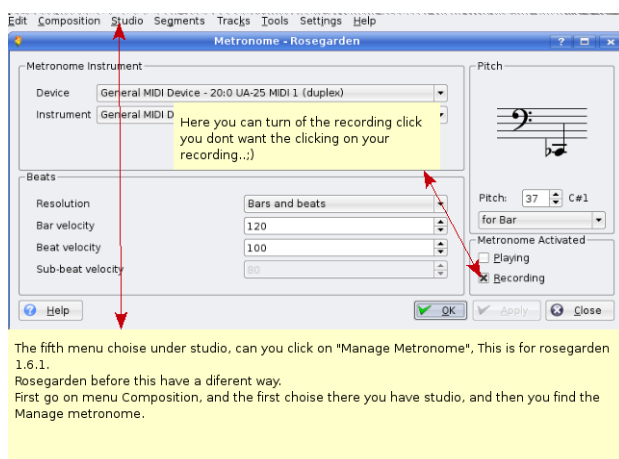 Edit Composition Studio Segments Tracks Tools Settings Help
Metronome - Rosegarden
Metronome Instrument
Device General MIDI Device - 20:0 UA-25 MIDI 1 (duplex)
Instrument General MIDI D
Here you can turn of the recording click
you dont want the clicking on your
recording..;)
Pitch
Pitch: 37 C#1
for Bar
Beats
Resolution Bars and beats
Bar velocity 120
Beat velocity 100
Sub-beat velocity 80
Metronome Activated
Playing
Recording
Help OK Apply Close
The fifth menu choise under studio, can you click on "Manage Metronome", This is for rosegarden
1.6.1.
Rosegarden before this have a diferent way.
First go on menu Composition, and the first choise there you have studio, and then you find the
Manage metronome.